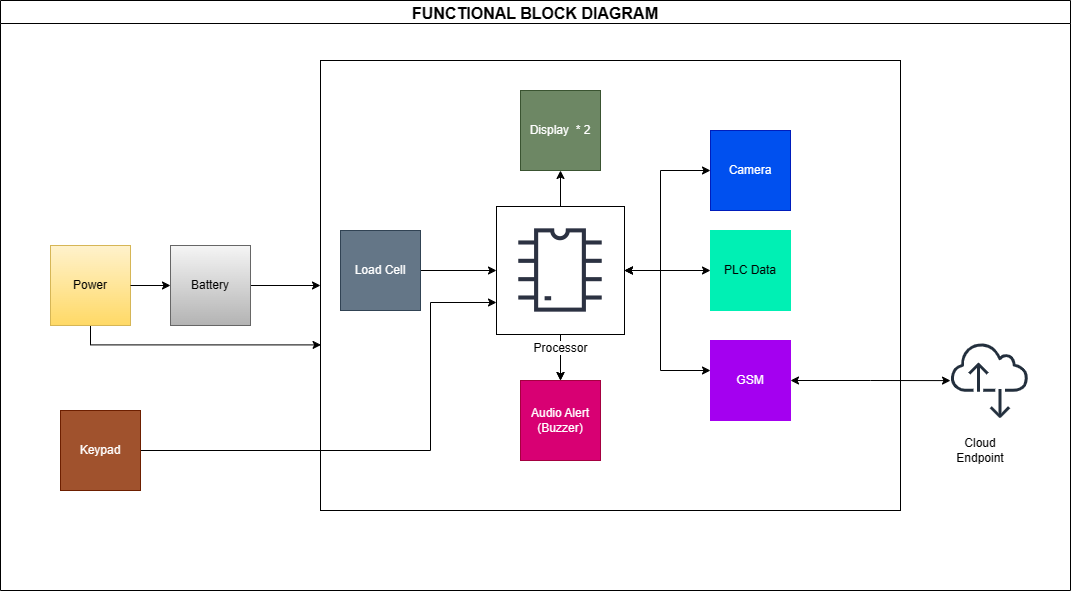 FUNCTIONAL BLOCK DIAGRAM
Display * 2
Camera
Load Cell
PLC Data
Power
Battery
Processor
GSM
Audio Alert
(Buzzer)
Keypad
Cloud
Endpoint